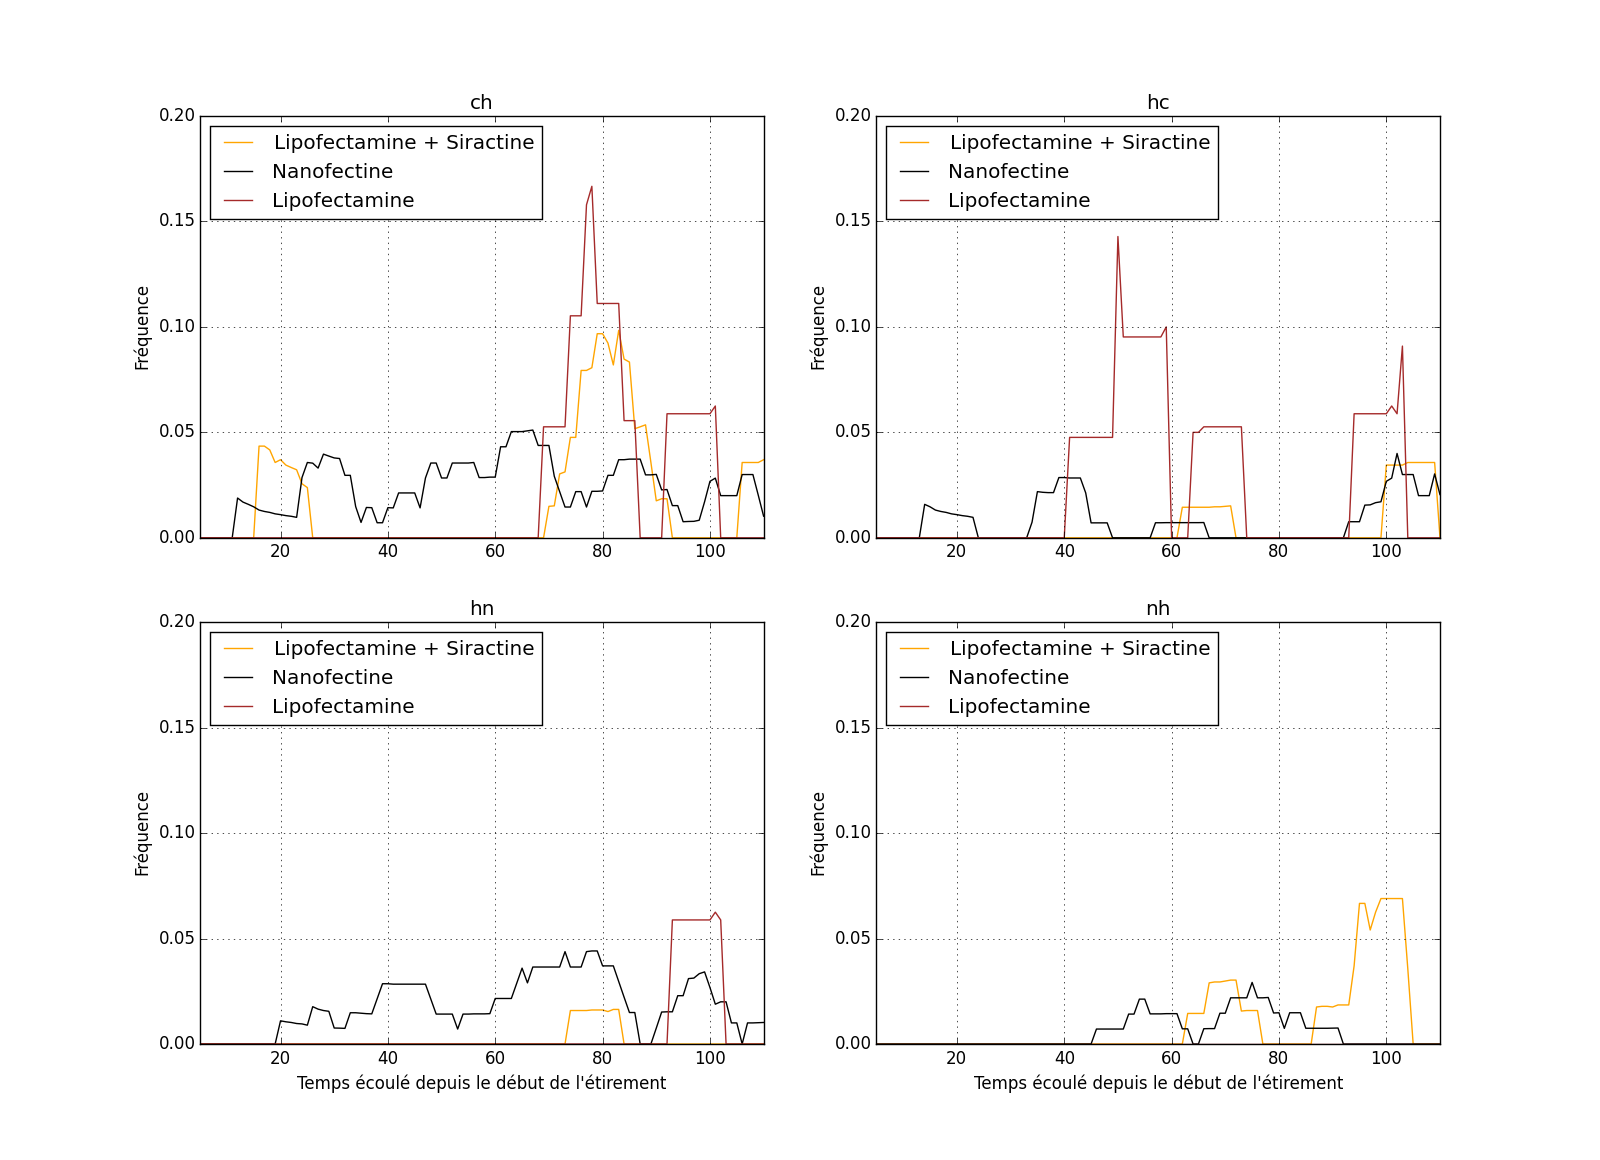 ch
0.20
0.15
0.10
0.05
0.00
Fréquence
Lipofectamine + Siractine
Nanofectine
Lipofectamine
20 40 60 80 100
hc
0.20
0.15
0.10
0.05
0.00
Fréquence
Lipofectamine + Siractine
Nanofectine
Lipofectamine
20 40 60 80 100
hn
0.20
0.15
0.10
0.05
0.00
Fréquence
Lipofectamine + Siractine
Nanofectine
Lipofectamine
20 40 60 80 100
Temps écoulé depuis le début de l'étirement
nh
0.20
0.15
0.10
0.05
0.00
Fréquence
Lipofectamine + Siractine
Nanofectine
Lipofectamine
20 40 60 80 100
Temps écoulé depuis le début de l'étirement